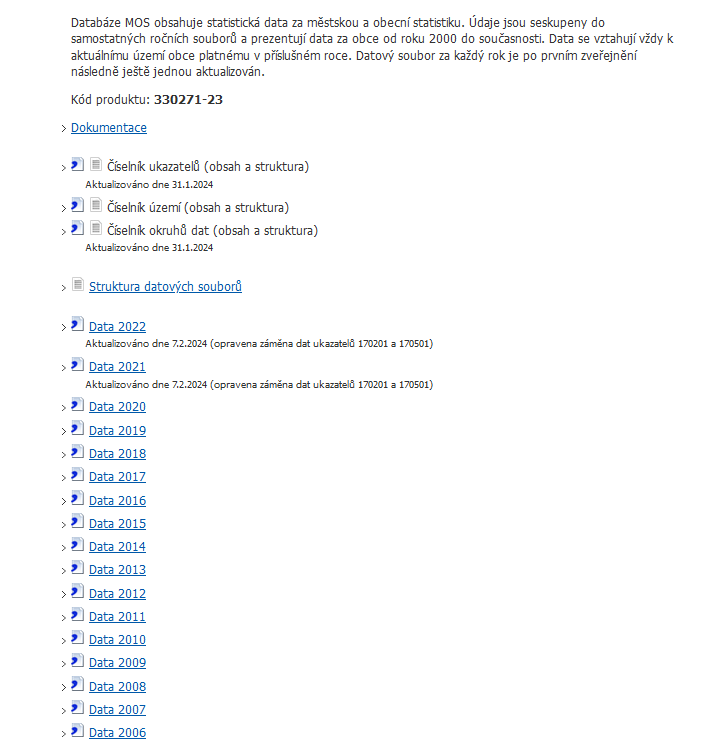 Databáze MOS obsahuje statistická data za městskou a obecní statistiku. Údaje jsou seskupeny do
samostatných ročních souborů a prezentují data za obce od roku 2000 do současnosti. Data se vztahují vždy k
aktuálnímu území obce platnému v příslušném roce. Datový soubor za každý rok je po prvním zveřejnění
následně ještě jednou aktualizován.
Kód produktu: 330271-23
Dokumentace
Číselník ukazatelů (obsah a struktura)
Aktualizováno dne 31.1.2024
Číselník území (obsah a struktura)
Číselník okruhů dat (obsah a struktura)
Aktualizováno dne 31.1.2024
Struktura datových souborů
Data 2022
Aktualizováno dne 7.2.2024 (opravena záměna dat ukazatelů 170201 a 170501)
Data 2021
Aktualizováno dne 7.2.2024 (opravena záměna dat ukazatelů 170201 a 170501)
Data 2020
Data 2019
Data 2018
Data 2017
Data 2016
Data 2015
Data 2014
Data 2013
Data 2012
Data 2011
Data 2010
Data 2009
Data 2008
Data 2007
Data 2006